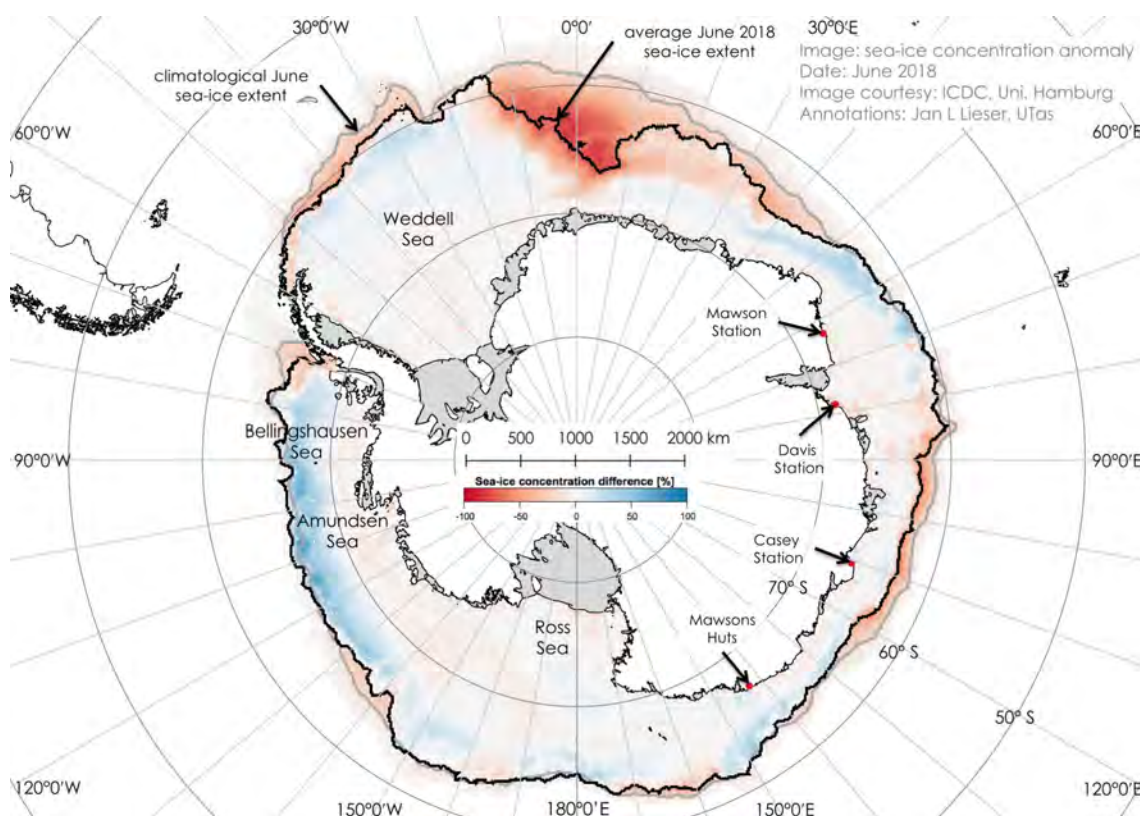 30°0'W
0°0'
30°0'E
average June 2018
sea-ice extent
Image: sea-ice concentration anomaly
Date: June 2018
Image courtesy: ICDC, Uni. Hamburg
Annotations: Jan L Lieser, UTas
climatological June
sea-ice extent
60°0'W
60°0'E
Weddell
Sea
Mawson
Station
Bellingshausen
Sea
0 500 1000 1500 2000 km
Davis
Station
90°0'W
90°0'E
Sea-ice concentration difference [%]
-100 -50 0 50 100
Amundsen
Sea
Casey
Station
70° S
Ross
Sea
Mawsons
Huts
60° S
50° S
120°0'W
150°0'W
180°0'E
150°0'E
120°0'E